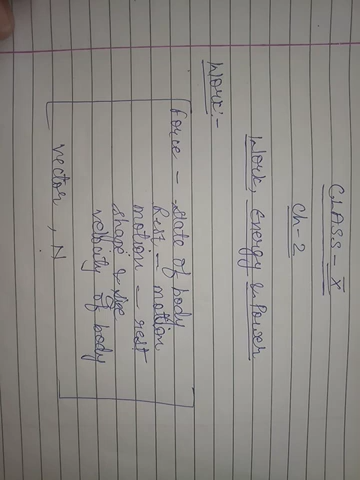 CLASS - X
Ch - 2
Work, Energy & Power
Work :-
Force - State of body
Rest - motion
motion - rest
shape & size
velocity of body
vector, N